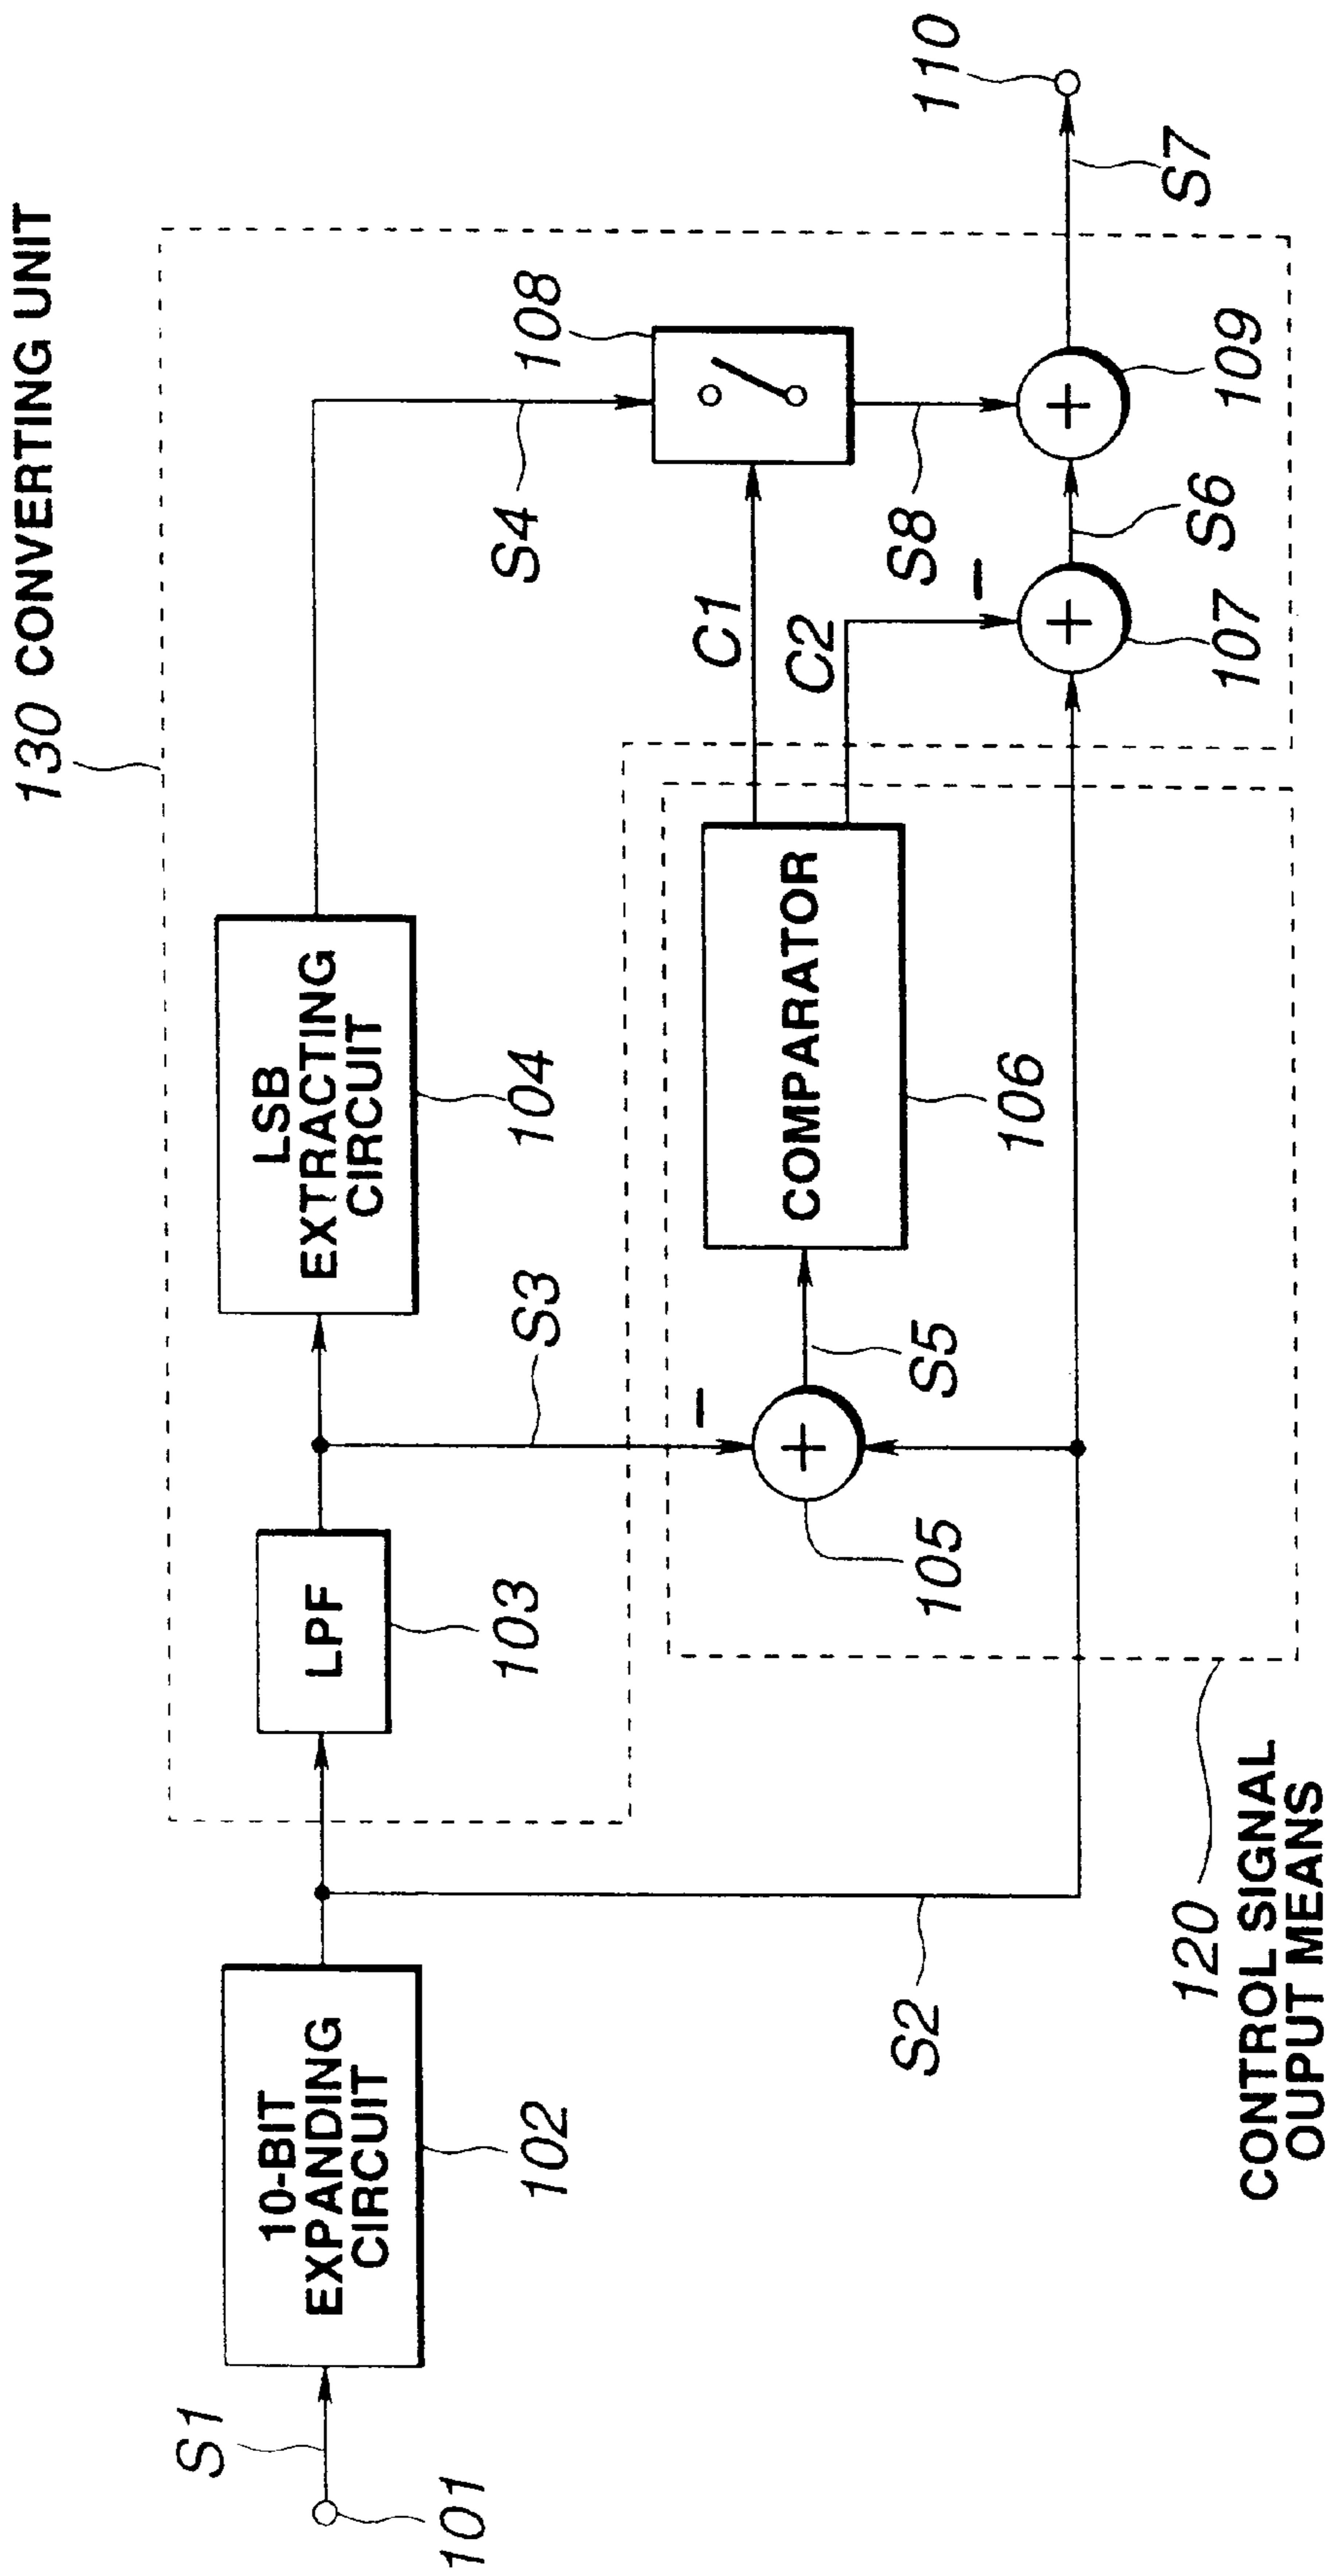 130 CONVERTING UNIT
S1
101
10-BIT
EXPANDING
CIRCUIT
102
S2
LPF
103
S3
LSB
EXTRACTING
CIRCUIT
104
S4
108
105
+
−
S5
COMPARATOR
106
C1
C2
S8
−
+
107
S6
+
109
S7
110
120
CONTROL SIGNAL
OUPUT MEANS